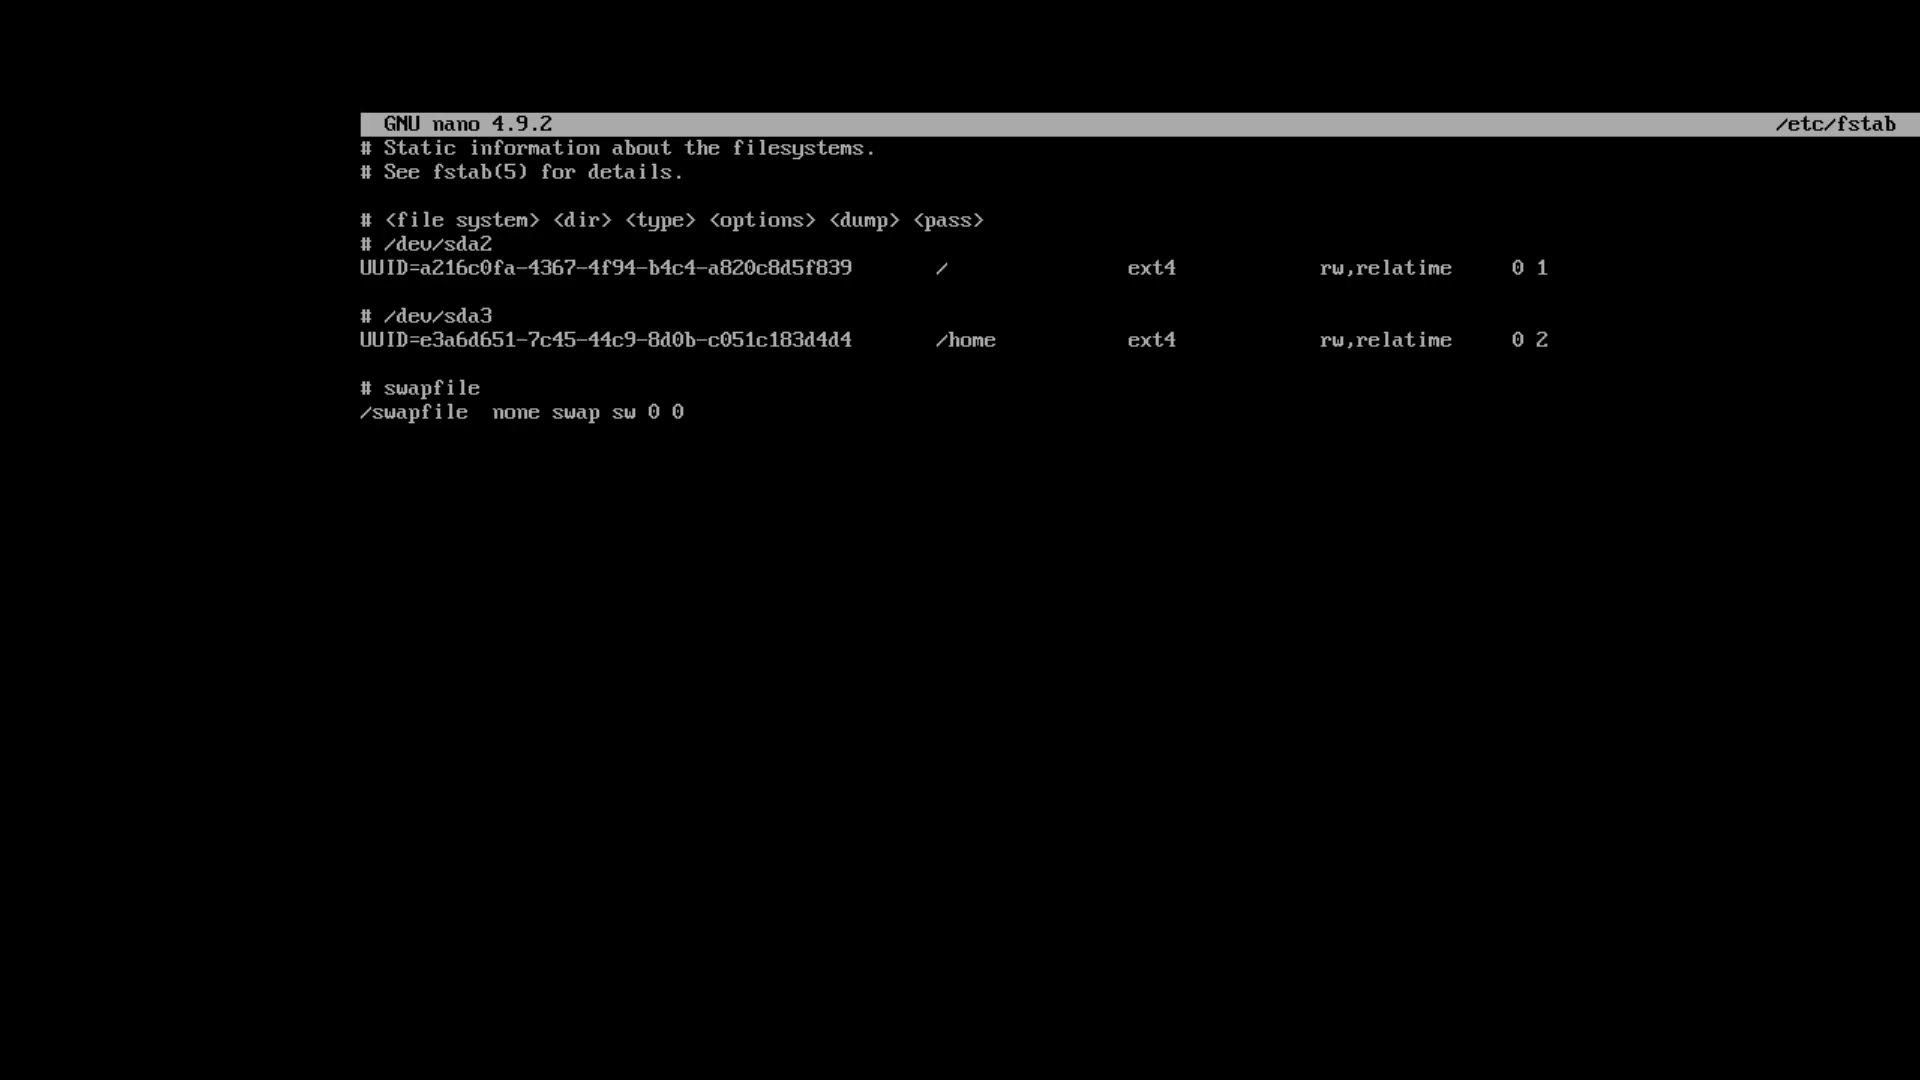 GNU nano 4.9.2 /etc/fstab
# Static information about the filesystems.
# See fstab(5) for details.
# <file system> <dir> <type> <options> <dump> <pass>
# /dev/sda2
UUID=a216c0fa-4367-4f94-b4c4-a820c8d5f839 / ext4 rw,relatime 0 1
# /dev/sda3
UUID=e3a6d651-7c45-44c9-8d0b-c051c183d4d4 /home ext4 rw,relatime 0 2
# swapfile
/swapfile none swap sw 0 0